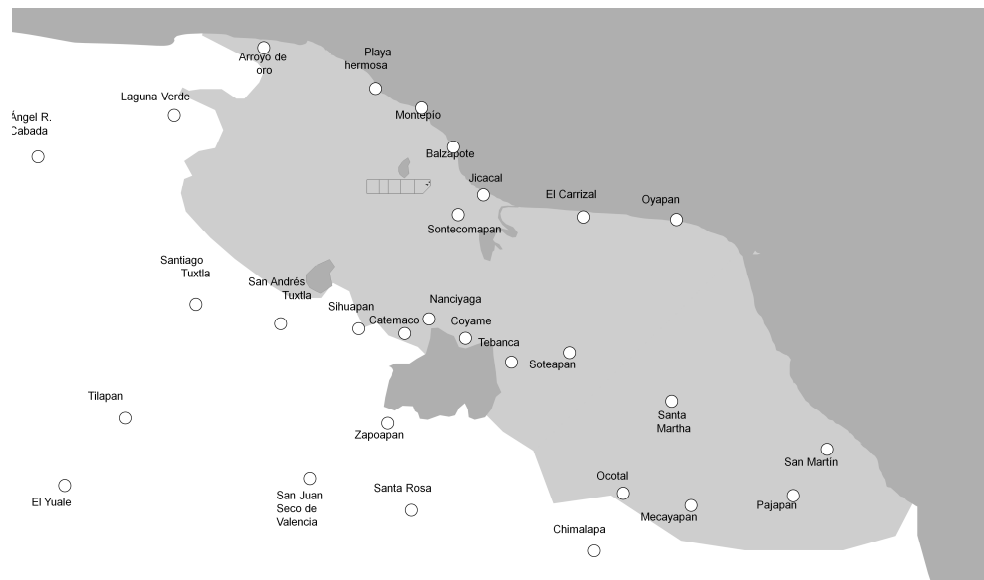 Arroyo de
oro
Playa
hermosa
Laguna Verde
Montepío
Ángel R.
Cabada
Balzapote
Jicacal
El Carrizal
Oyapan
Sontecomapan
Santiago
Tuxtla
San Andrés
Tuxtla
Sihuapan
Nanciyaga
Catemaco
Coyame
Tebanca
Soteapan
Tilapan
Santa
Martha
Zapoapan
San Martín
El Yuale
San Juan
Seco de
Valencia
Santa Rosa
Ocotal
Mecayapan
Pajapan
Chimalapa